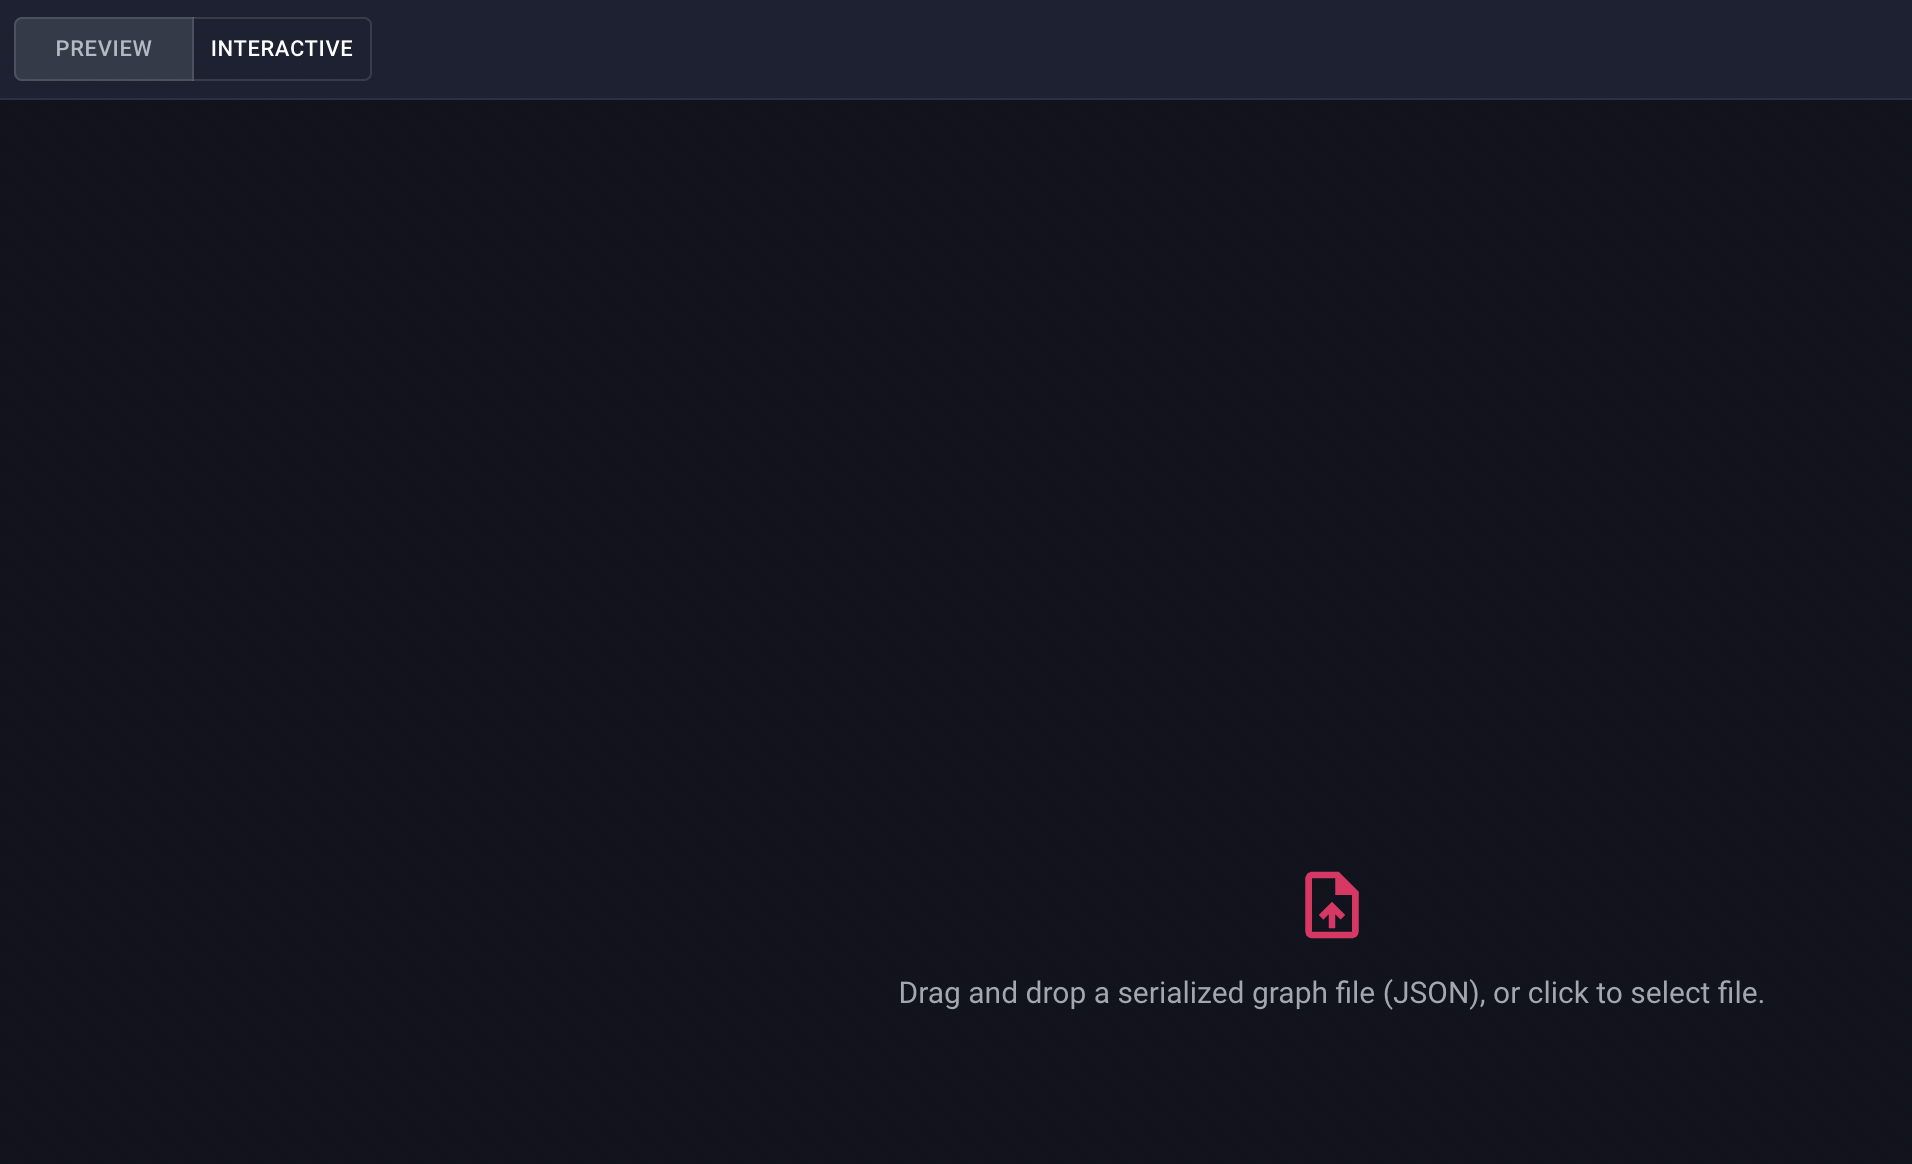 PREVIEW
INTERACTIVE
Drag and drop a serialized graph file (JSON), or click to select file.